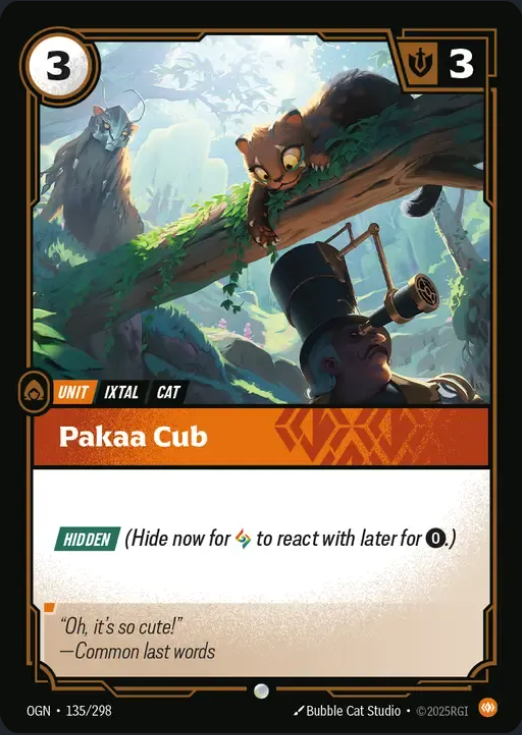 3
3
UNIT IXTAL CAT
Pakaa Cub
HIDDEN (Hide now for to react with later for 0.)
“Oh, it’s so cute!”
—Common last words
OGN • 135/298 Bubble Cat Studio • ©2025RGI